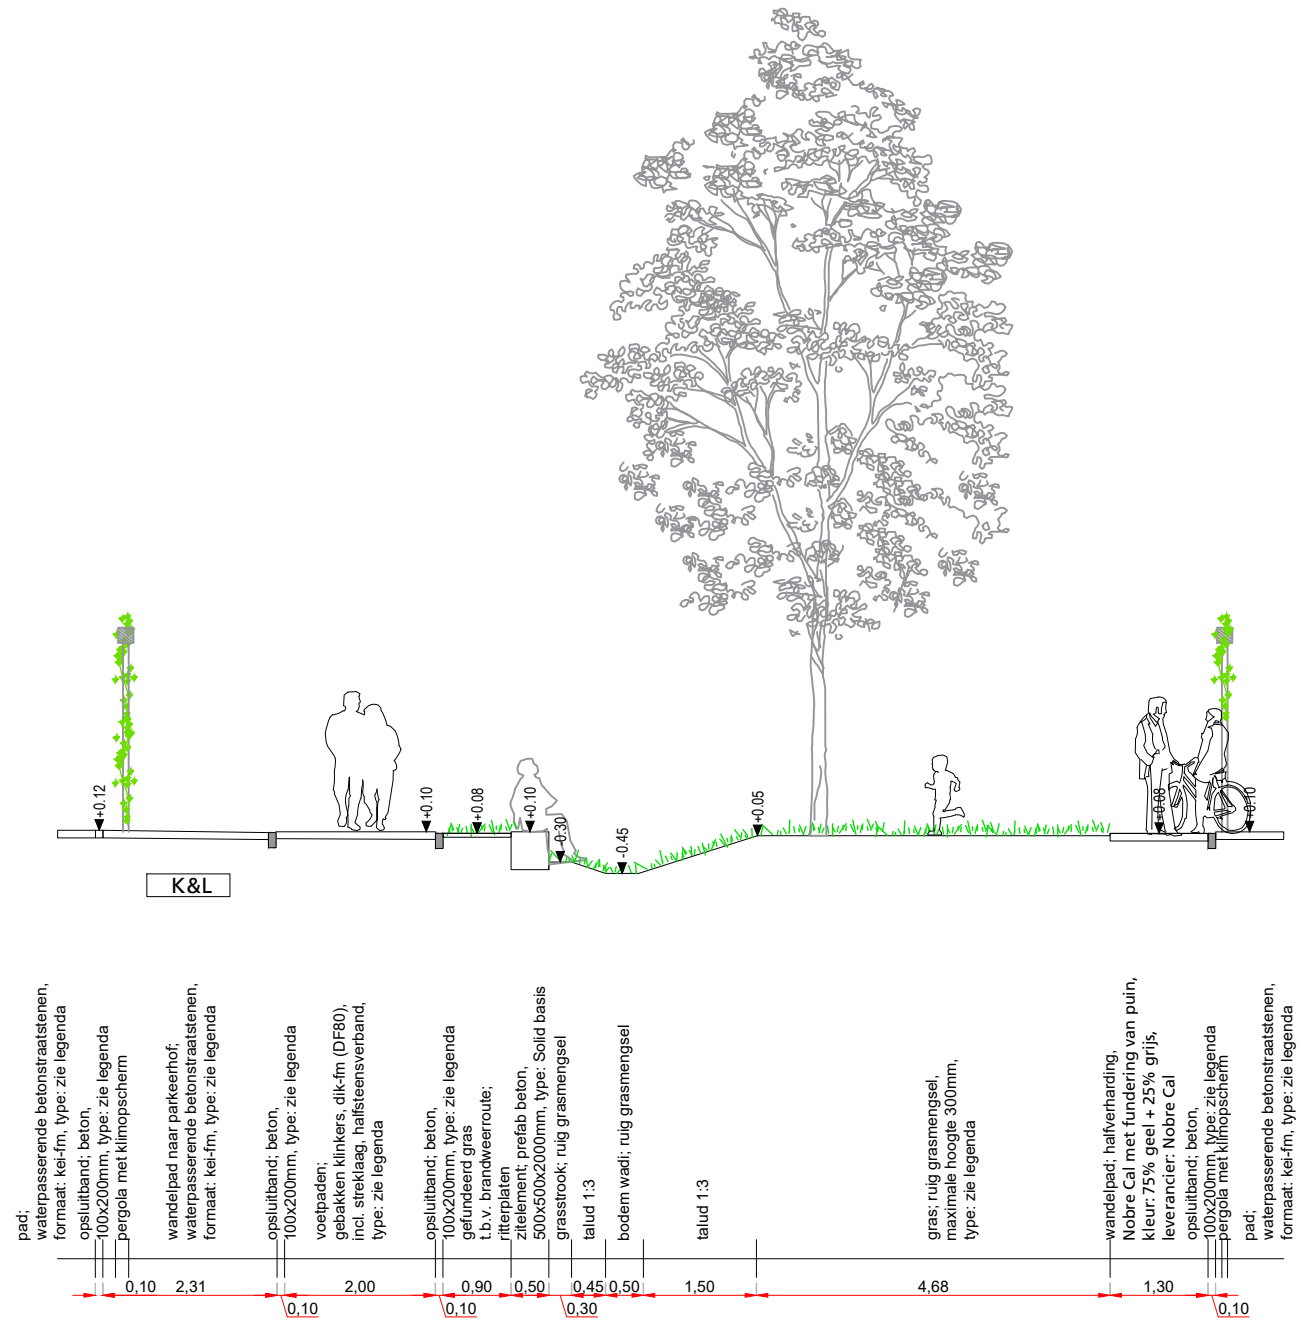 +0.12
+0.10
+0.08
+0.10
-0.30
-0.45
+0.05
+0.08
+0.10
K&L
pad;
waterpasserende betonstraatstenen,
formaat: kei-fm, type: zie legenda
opsluitband; beton,
100x200mm, type: zie legenda
pergola met klimopscherm
wandelpad naar parkeerhof;
waterpasserende betonstraatstenen,
formaat: kei-fm, type: zie legenda
opsluitband; beton,
100x200mm, type: zie legenda
voetpaden;
gebakken klinkers, dik-fm (DF80),
incl. streklaag, halfsteensverband,
type: zie legenda
opsluitband; beton,
100x200mm, type: zie legenda
gefundeerd gras
t.b.v. brandweerroute;
ritterplaten
zitelement; prefab beton,
500x500x200mm, type: Solid basis
grasstrook; ruig grasmengsel
talud 1:3
bodem wadi; ruig grasmengsel
talud 1:3
gras; ruig grasmengsel,
maximale hoogte 300mm,
type: zie legenda
wandelpad; halfverharding,
Nobre Cal met fundering van puin,
kleur: 75% geel + 25% grijs,
leverancier: Nobre Cal
opsluitband; beton,
100x200mm, type: zie legenda
pergola met klimopscherm
pad;
waterpasserende betonstraatstenen,
formaat: kei-fm, type: zie legenda
0,10
2,31
0,10
2,00
0,10
0,90
0,50
0,30
0,45
0,50
1,50
4,68
1,30
0,10